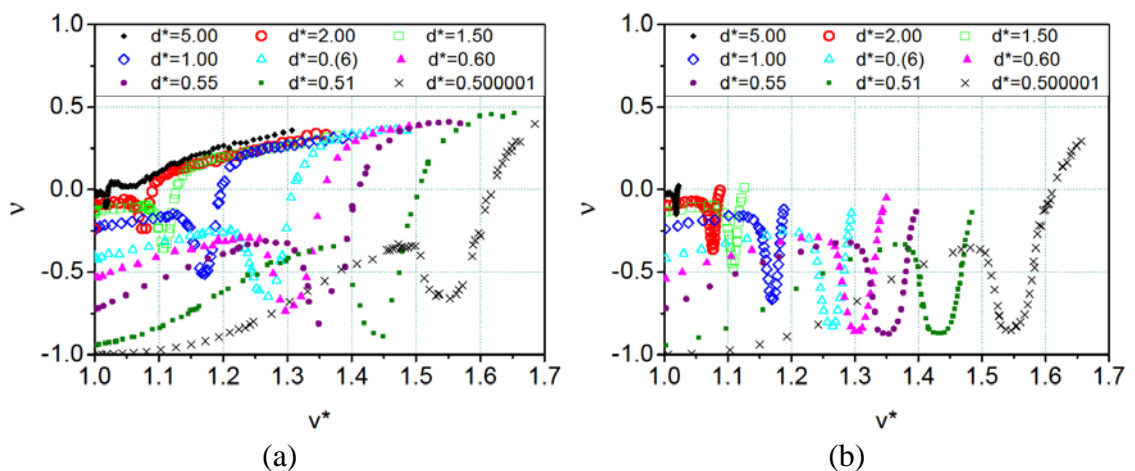 1.0
d*=5.00 d*=2.00 d*=1.50
d*=1.00 d*=0.(6) d*=0.60
d*=0.55 d*=0.51 d*=0.500001
0.5
0.0
-0.5
-1.0
ν
1.0 1.1 1.2 1.3 1.4 1.5 1.6 1.7
v*
(a)
1.0
d*=5.00 d*=2.00 d*=1.50
d*=1.00 d*=0.(6) d*=0.60
d*=0.55 d*=0.51 d*=0.500001
0.5
0.0
-0.5
-1.0
ν
1.0 1.1 1.2 1.3 1.4 1.5 1.6 1.7
v*
(b)